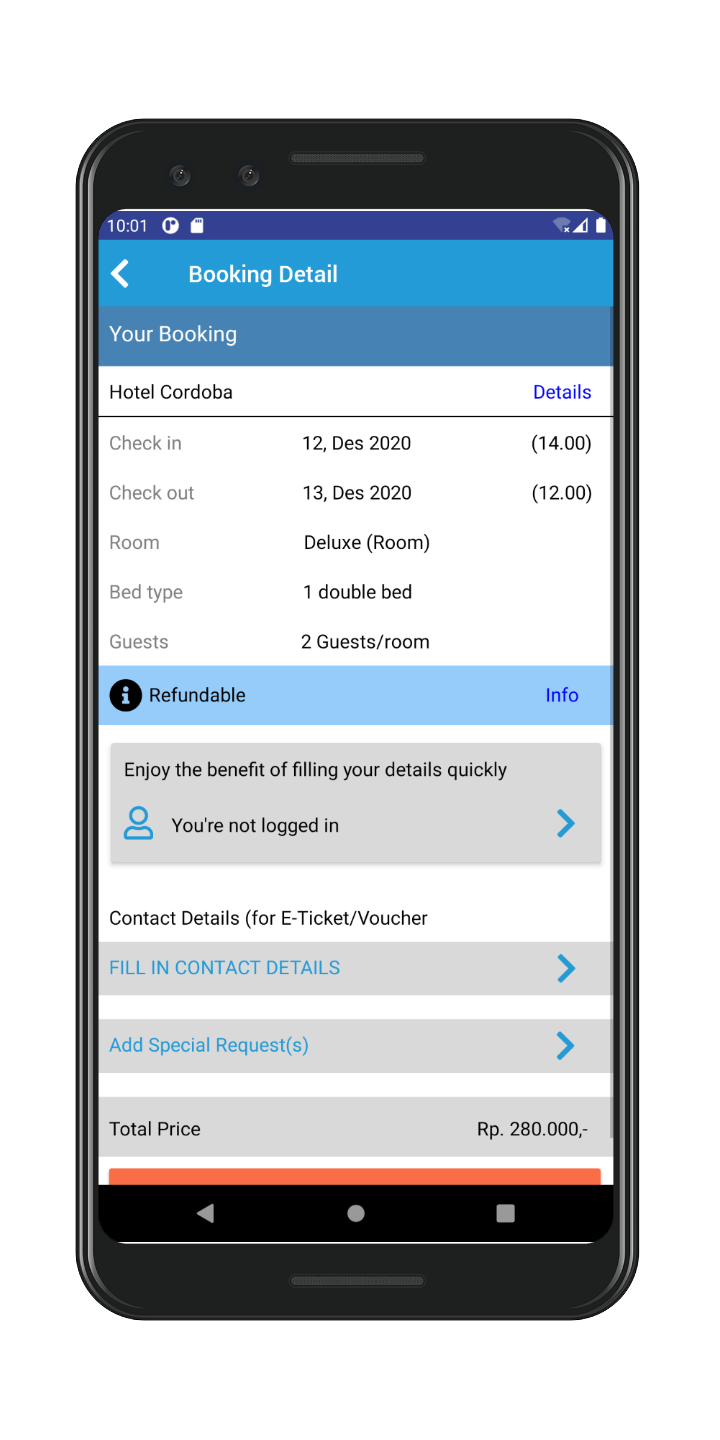 10:01
Booking Detail
Your Booking
Hotel Cordoba Details
Check in 12, Des 2020 (14.00)
Check out 13, Des 2020 (12.00)
Room Deluxe (Room)
Bed type 1 double bed
Guests 2 Guests/room
Refundable Info
Enjoy the benefit of filling your details quickly
You're not logged in
Contact Details (for E-Ticket/Voucher
FILL IN CONTACT DETAILS
Add Special Request(s)
Total Price Rp. 280.000,-